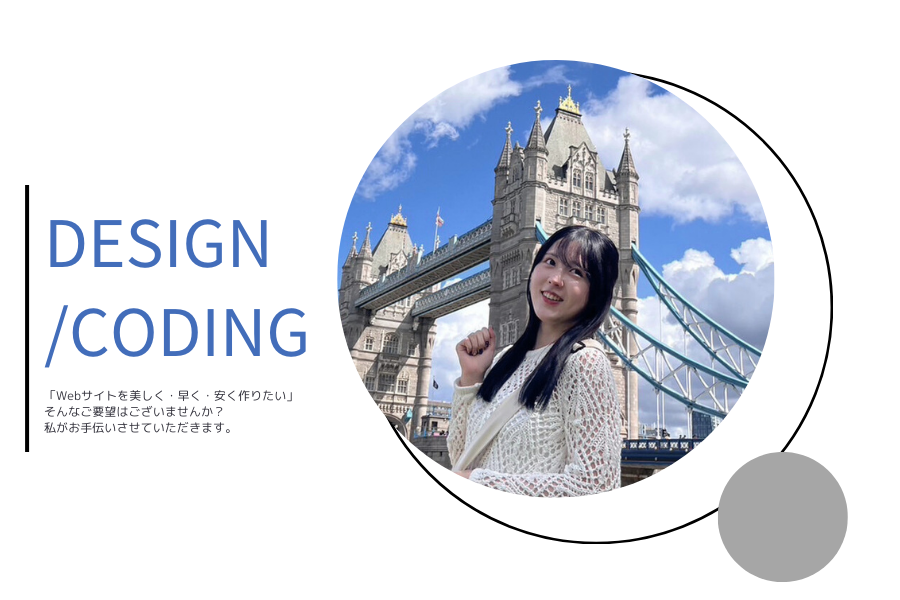 DESIGN
/CODING
「Webサイトを美しく・早く・安く作りたい」
そんなご要望はございませんか？
私がお手伝いさせていただきます。